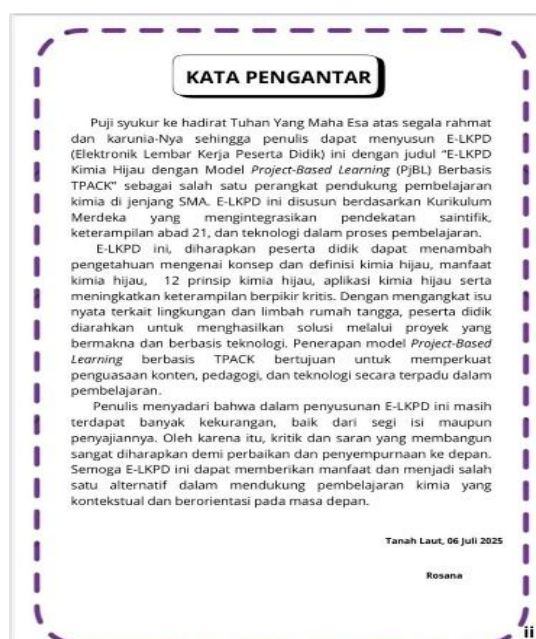 KATA PENGANTAR
Puji syukur ke hadirat Tuhan Yang Maha Esa atas segala rahmat
dan karunia-Nya sehingga penulis dapat menyusun E-LKPD
(Elektronik Lembar Kerja Peserta Didik) ini dengan judul “E-LKPD
Kimia Hijau dengan Model Project-Based Learning (PjBL) Berbasis
TPACK” sebagai salah satu perangkat pendukung pembelajaran
kimia di jenjang SMA. E-LKPD ini disusun berdasarkan Kurikulum
Merdeka yang mengintegrasikan pendekatan saintifik,
keterampilan abad 21, dan teknologi dalam proses pembelajaran.
E-LKPD ini, diharapkan peserta didik dapat menambah
pengetahuan mengenai konsep dan definisi kimia hijau, manfaat
kimia hijau, 12 prinsip kimia hijau, aplikasi kimia hijau serta
meningkatkan keterampilan berpikir kritis. Dengan mengangkat isu
nyata terkait lingkungan dan limbah rumah tangga, peserta didik
diarahkan untuk menghasilkan solusi melalui proyek yang
bermakna dan berbasis teknologi. Penerapan model Project-Based
Learning berbasis TPACK bertujuan untuk memperkuat
penguasaan konten, pedagogi, dan teknologi secara terpadu dalam
pembelajaran.
Penulis menyadari bahwa dalam penyusunan E-LKPD ini masih
terdapat banyak kekurangan, baik dari segi isi maupun
penyajiannya. Oleh karena itu, kritik dan saran yang membangun
sangat diharapkan demi perbaikan dan penyempurnaan ke depan.
Semoga E-LKPD ini dapat memberikan manfaat dan menjadi salah
satu alternatif dalam mendukung pembelajaran kimia yang
kontekstual dan berorientasi pada masa depan.
Tanah Laut, 06 Juli 2025
Rosana
ii